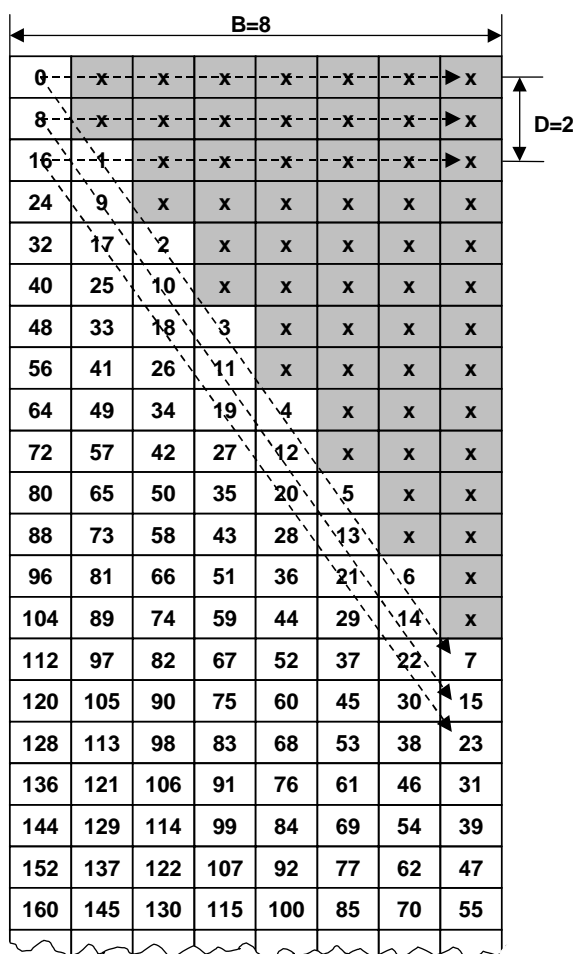 B=8
0 x x x x x x x
8 x x x x x x x
D=2
16 1 x x x x x x
24 9 x x x x x x
32 17 2 x x x x x
40 25 10 x x x x x
48 33 18 3 x x x x
56 41 26 11 x x x x
64 49 34 19 4 x x x
72 57 42 27 12 x x x
80 65 50 35 20 5 x x
88 73 58 43 28 13 x x
96 81 66 51 36 21 6 x
104 89 74 59 44 29 14 x
112 97 82 67 52 37 22 7
120 105 90 75 60 45 30 15
128 113 98 83 68 53 38 23
136 121 106 91 76 61 46 31
144 129 114 99 84 69 54 39
152 137 122 107 92 77 62 47
160 145 130 115 100 85 70 55